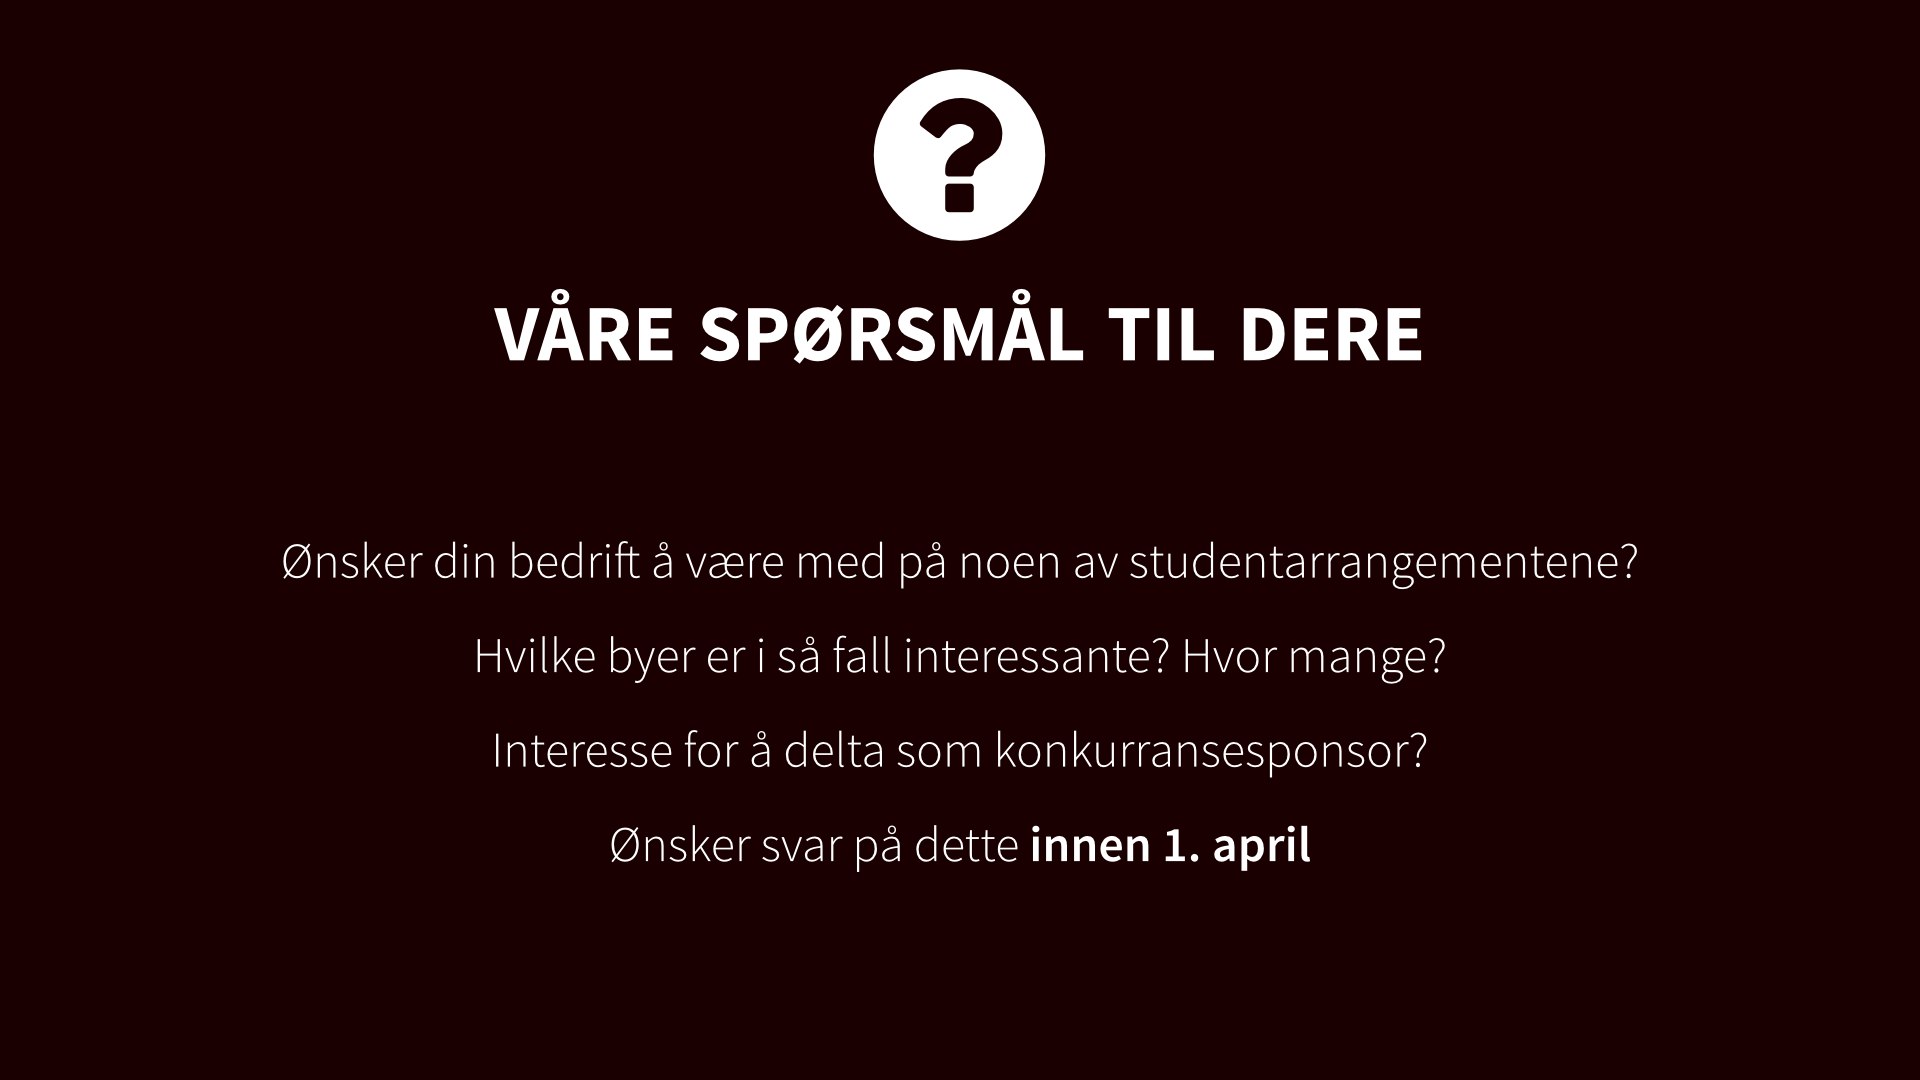 VÅRE SPØRSMÅL TIL DERE
Ønsker din bedrift å være med på noen av studentarrangementene?
Hvilke byer er i så fall interessante? Hvor mange?
Interesse for å delta som konkurransesponsor?
Ønsker svar på dette innen 1. april